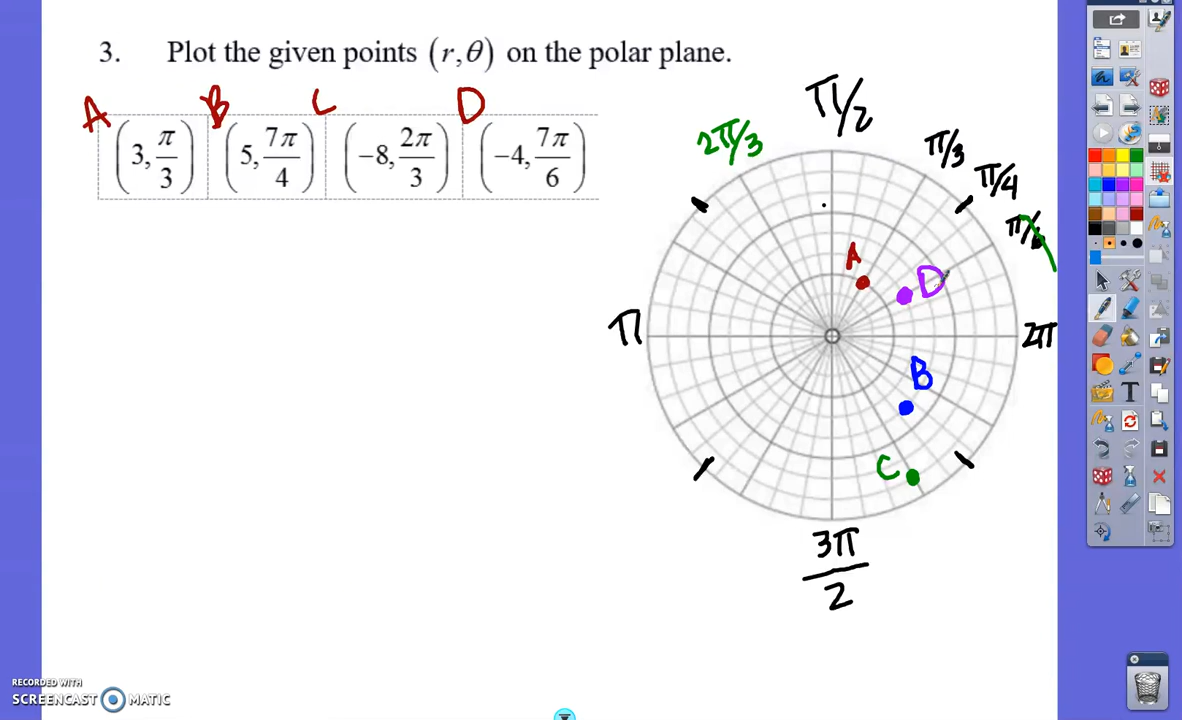 3. Plot the given points (r,θ) on the polar plane.
A B C D
(3, π/3) (5, 7π/4) (−8, 2π/3) (−4, 7π/6)
π/2
2π/3
π/3
π/4
π/6
A
D
π
2π
B
C
3π/2
RECORDED WITH
SCREENCAST MATIC